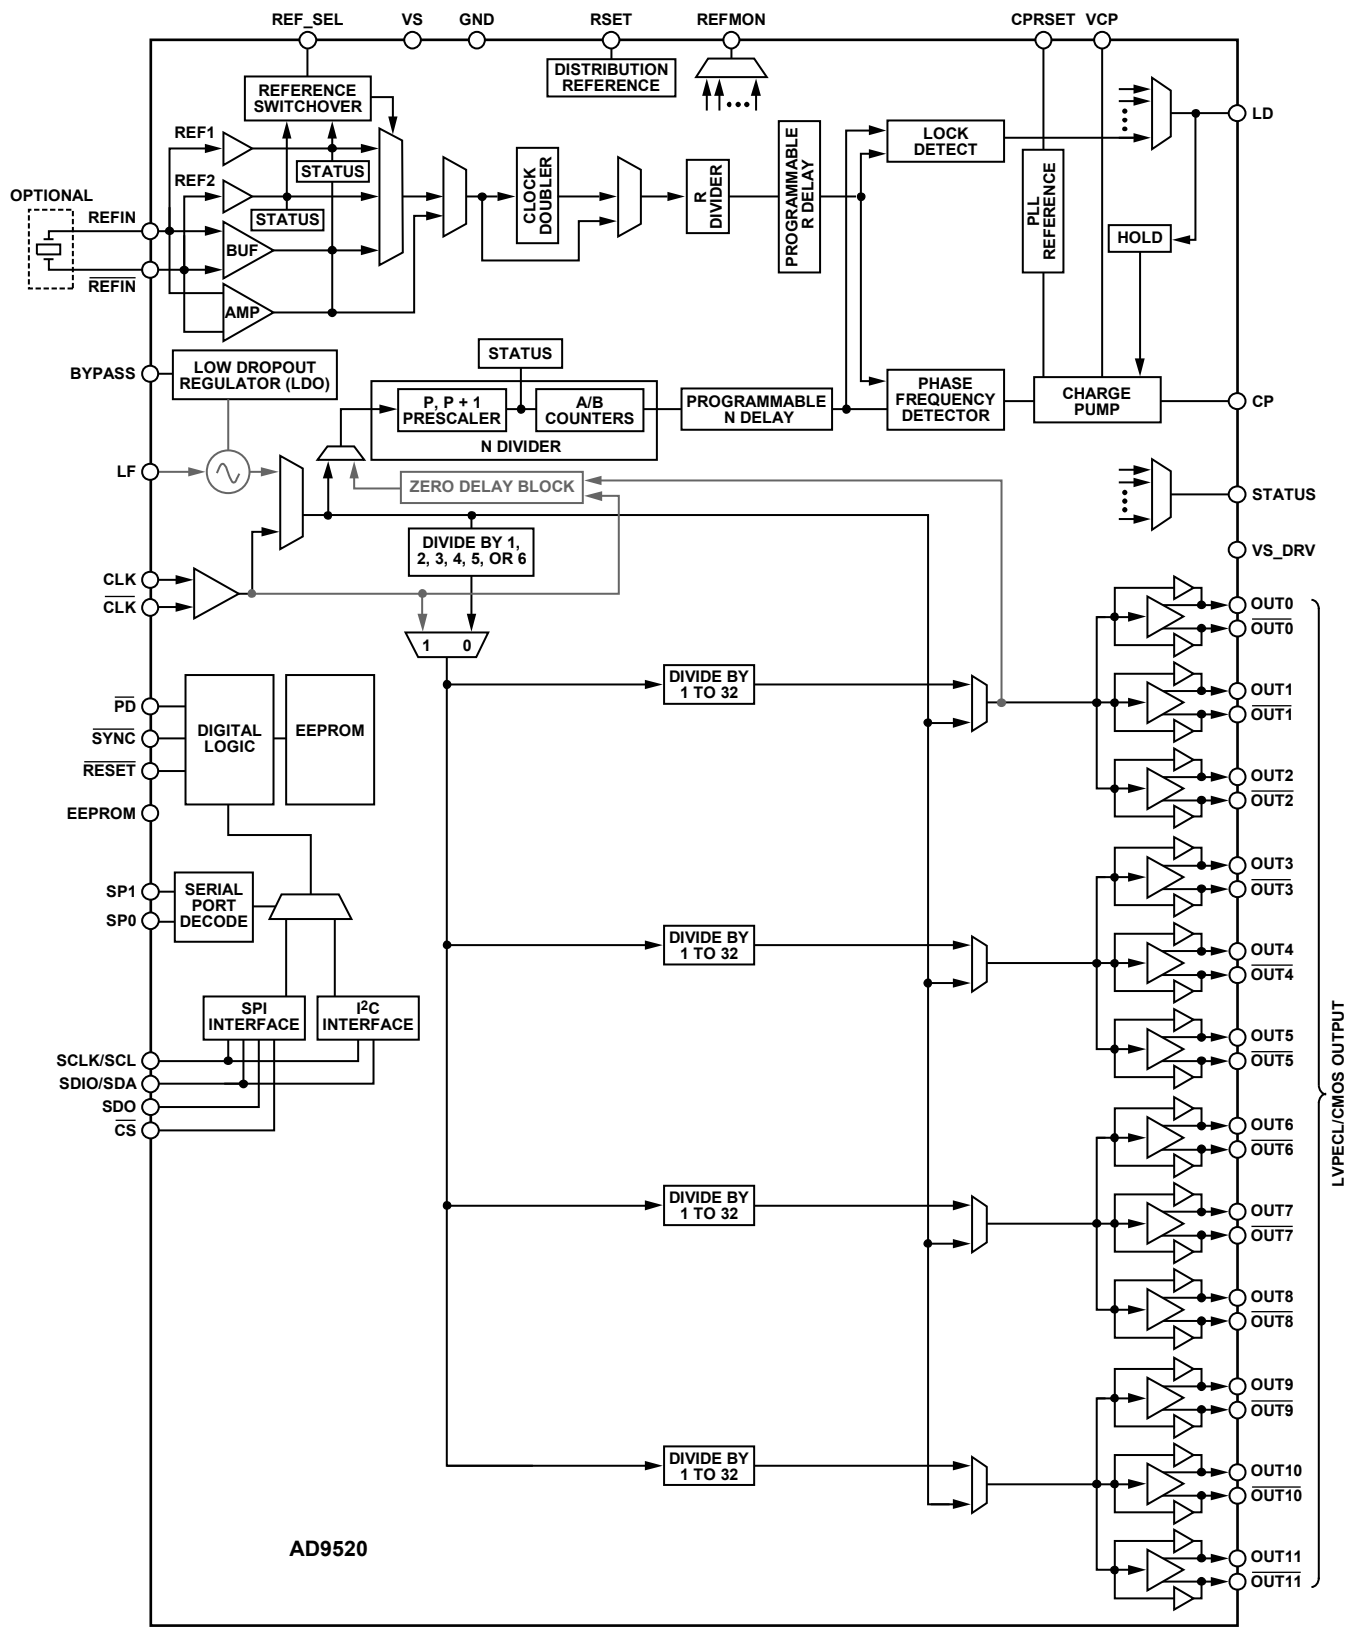 REF_SEL VS GND RSET REFMON CPRSET VCP
DISTRIBUTION
REFERENCE
REFERENCE
SWITCHOVER
LD
REF1
STATUS
REF2
STATUS
OPTIONAL
REFIN
REFIN
BUF
AMP
CLOCK
DOUBLER
R
DIVIDER
PROGRAMMABLE
R DELAY
LOCK
DETECT
PLL
REFERENCE
HOLD
BYPASS
LOW DROPOUT
REGULATOR (LDO)
STATUS
P, P + 1
PRESCALER
A/B
COUNTERS
N DIVIDER
PROGRAMMABLE
N DELAY
PHASE
FREQUENCY
DETECTOR
CHARGE
PUMP
CP
LF
ZERO DELAY BLOCK
STATUS
DIVIDE BY 1,
2, 3, 4, 5, OR 6
VS_DRV
CLK
CLK
1 0
OUT0
OUT0
DIVIDE BY
1 TO 32
OUT1
OUT1
PD
SYNC
RESET
DIGITAL
LOGIC
EEPROM
OUT2
OUT2
EEPROM
SP1
SP0
SERIAL
PORT
DECODE
OUT3
OUT3
DIVIDE BY
1 TO 32
OUT4
OUT4
SPI
INTERFACE
I2C
INTERFACE
OUT5
OUT5
SCLK/SCL
SDIO/SDA
SDO
CS
LVPECL/CMOS OUTPUT
OUT6
OUT6
DIVIDE BY
1 TO 32
OUT7
OUT7
OUT8
OUT8
OUT9
OUT9
DIVIDE BY
1 TO 32
OUT10
OUT10
AD9520
OUT11
OUT11